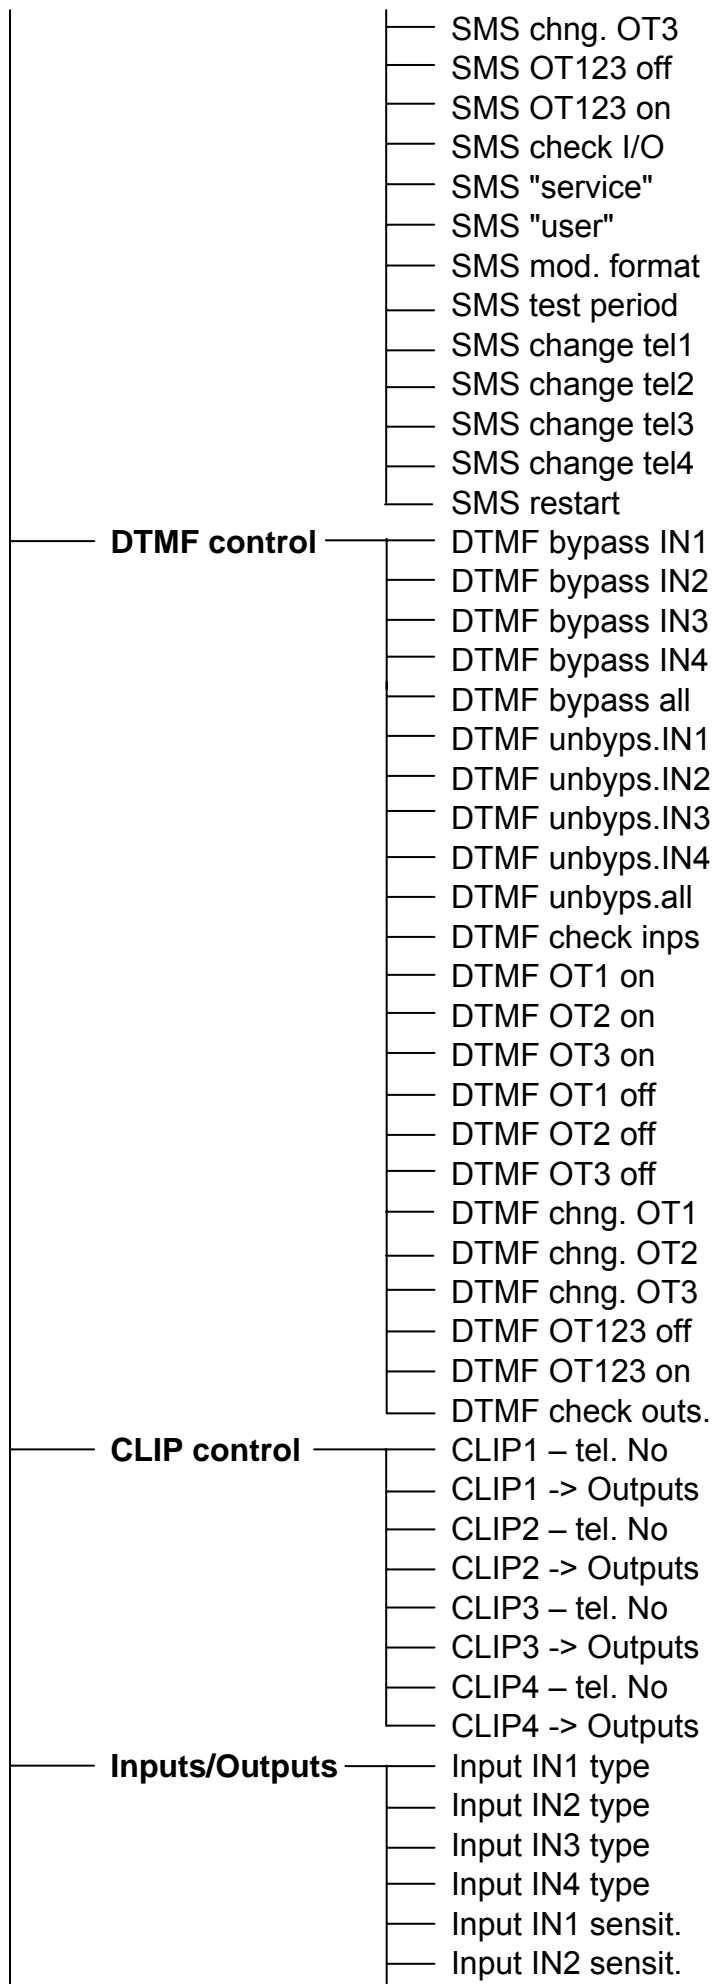 SMS chng. OT3
SMS OT123 off
SMS OT123 on
SMS check I/O
SMS "service"
SMS "user"
SMS mod. format
SMS test period
SMS change tel1
SMS change tel2
SMS change tel3
SMS change tel4
SMS restart
DTMF control DTMF bypass IN1
DTMF bypass IN2
DTMF bypass IN3
DTMF bypass IN4
DTMF bypass all
DTMF unbyps.IN1
DTMF unbyps.IN2
DTMF unbyps.IN3
DTMF unbyps.IN4
DTMF unbyps.all
DTMF check inps
DTMF OT1 on
DTMF OT2 on
DTMF OT3 on
DTMF OT1 off
DTMF OT2 off
DTMF OT3 off
DTMF chng. OT1
DTMF chng. OT2
DTMF chng. OT3
DTMF OT123 off
DTMF OT123 on
DTMF check outs.
CLIP control CLIP1 – tel. No
CLIP1 -> Outputs
CLIP2 – tel. No
CLIP2 -> Outputs
CLIP3 – tel. No
CLIP3 -> Outputs
CLIP4 – tel. No
CLIP4 -> Outputs
Inputs/Outputs Input IN1 type
Input IN2 type
Input IN3 type
Input IN4 type
Input IN1 sensit.
Input IN2 sensit.